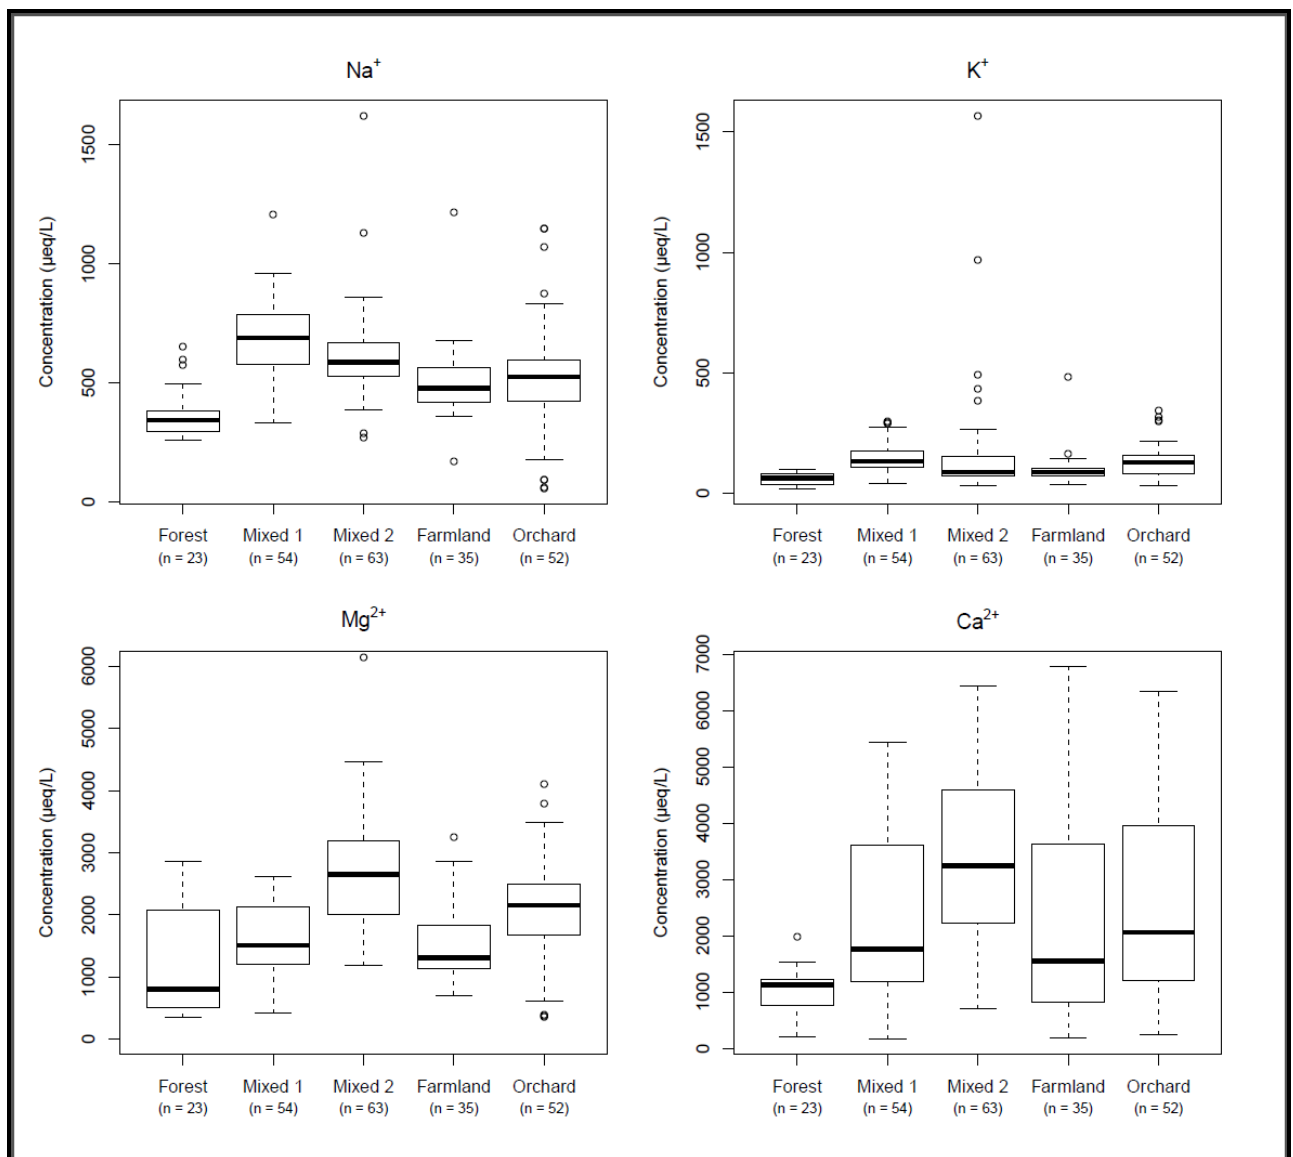 Na⁺
Concentration (µeq/L)
1500
1000
500
0
Forest Mixed 1 Mixed 2 Farmland Orchard
(n = 23) (n = 54) (n = 63) (n = 35) (n = 52)
K⁺
Concentration (µeq/L)
1500
1000
500
0
Forest Mixed 1 Mixed 2 Farmland Orchard
(n = 23) (n = 54) (n = 63) (n = 35) (n = 52)
Mg²⁺
Concentration (µeq/L)
6000
5000
4000
3000
2000
1000
0
Forest Mixed 1 Mixed 2 Farmland Orchard
(n = 23) (n = 54) (n = 63) (n = 35) (n = 52)
Ca²⁺
Concentration (µeq/L)
7000
6000
5000
4000
3000
2000
1000
0
Forest Mixed 1 Mixed 2 Farmland Orchard
(n = 23) (n = 54) (n = 63) (n = 35) (n = 52)